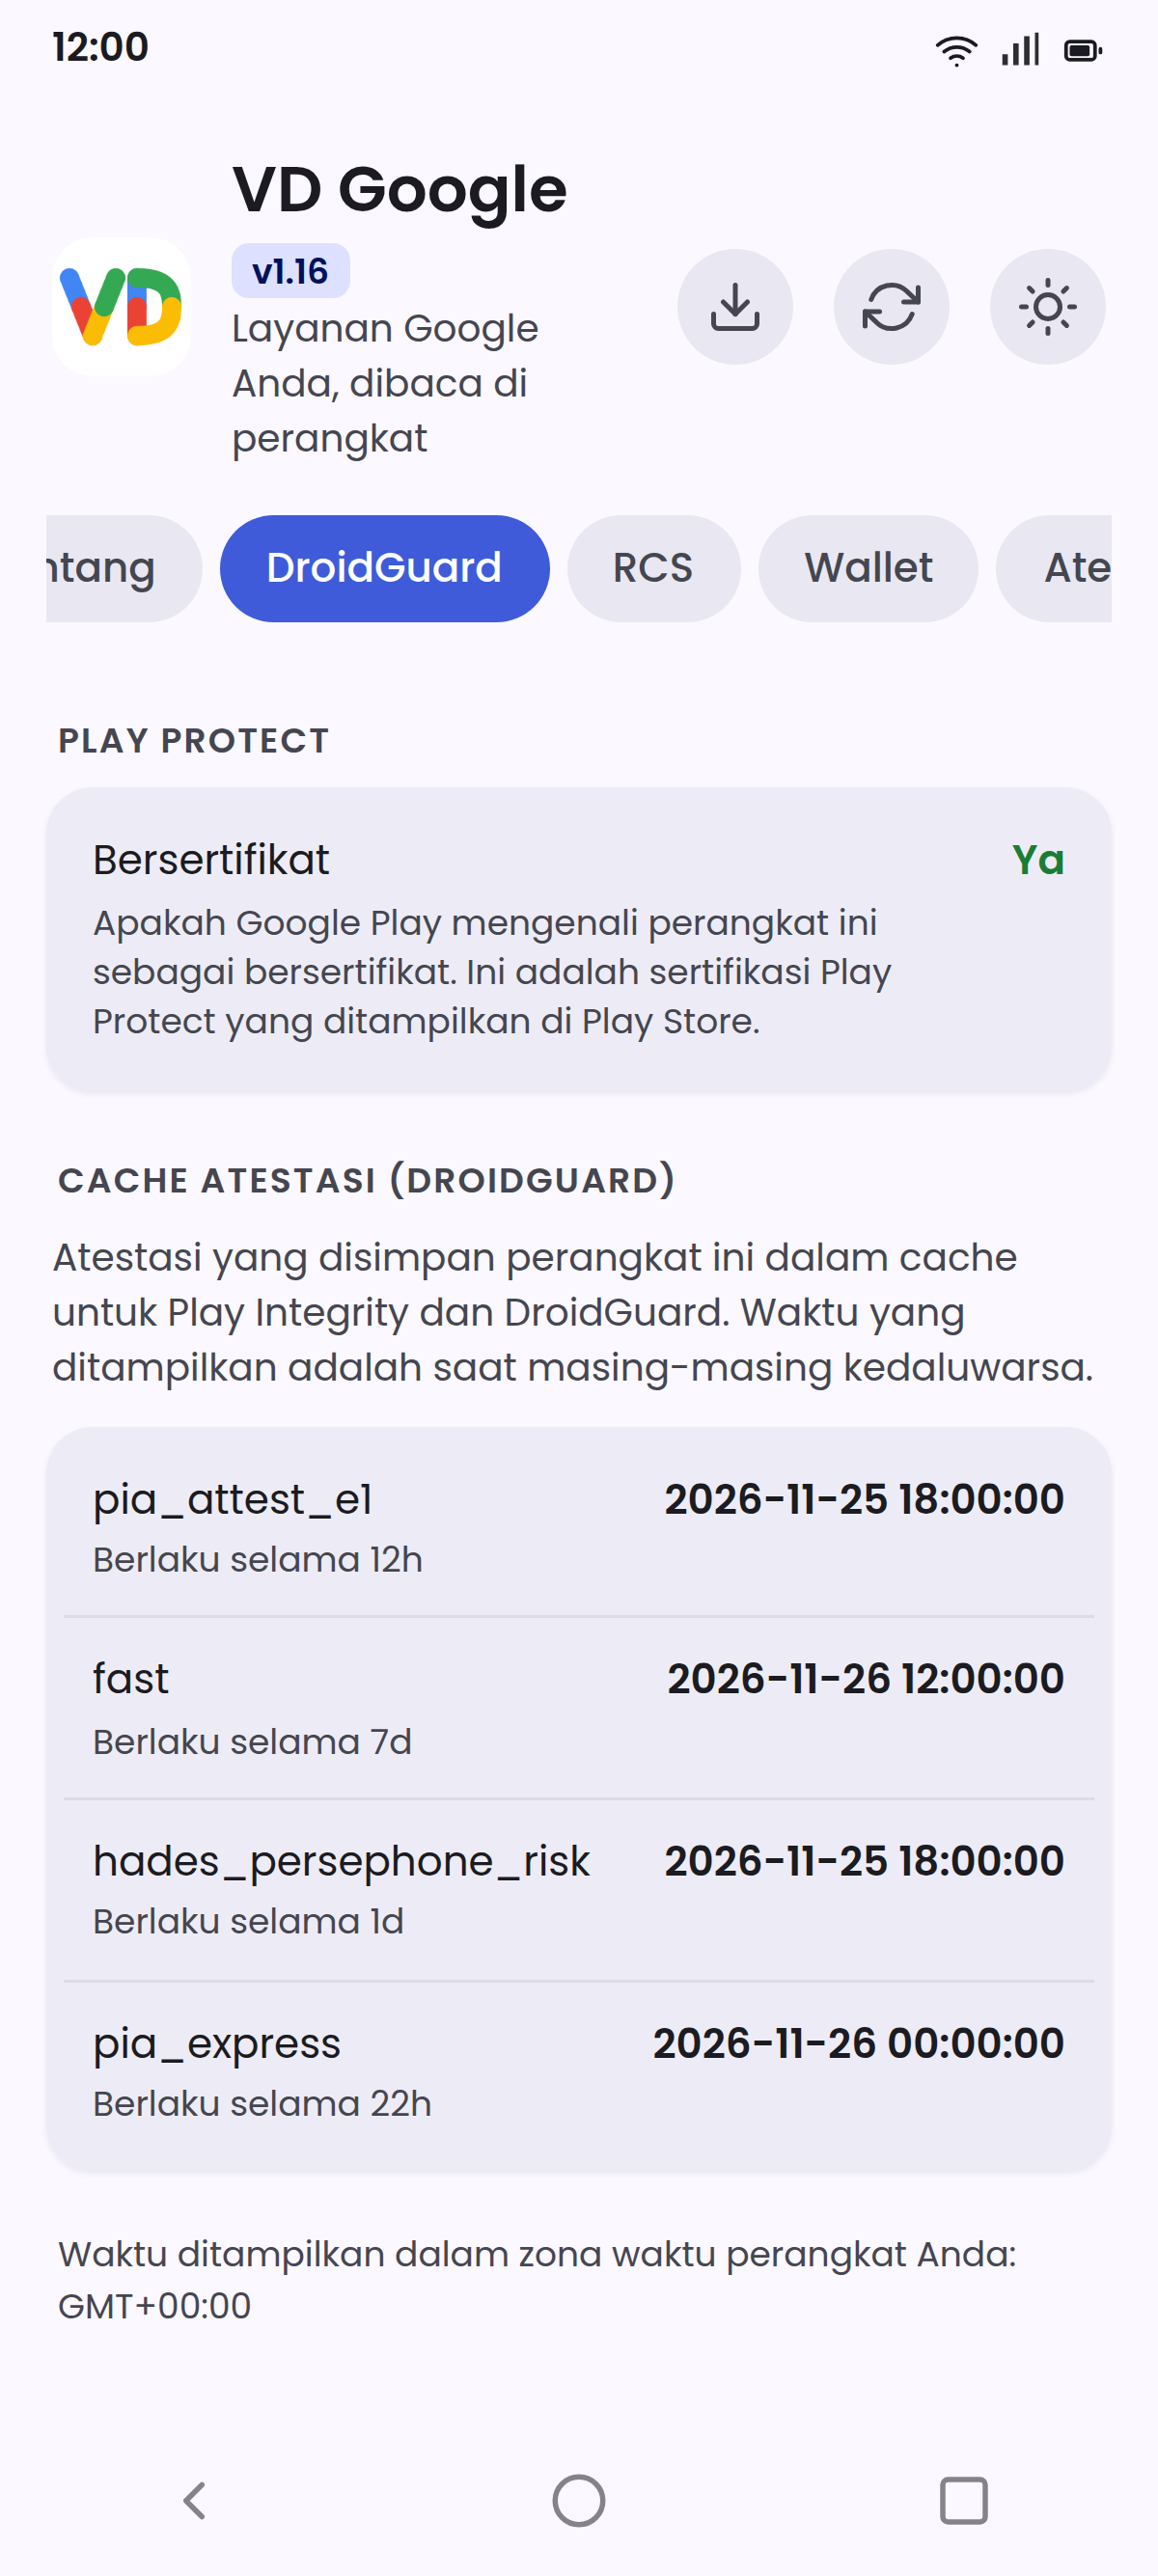 12:00
VD Google
VD
v1.16
Layanan Google
Anda, dibaca di
perangkat
ntang
DroidGuard
RCS
Wallet
Ate
PLAY PROTECT
Bersertifikat
Ya
Apakah Google Play mengenali perangkat ini
sebagai bersertifikat. Ini adalah sertifikasi Play
Protect yang ditampilkan di Play Store.
CACHE ATESTASI (DROIDGUARD)
Atestasi yang disimpan perangkat ini dalam cache
untuk Play Integrity dan DroidGuard. Waktu yang
ditampilkan adalah saat masing-masing kedaluwarsa.
pia_attest_e1
2026-11-25 18:00:00
Berlaku selama 12h
fast
2026-11-26 12:00:00
Berlaku selama 7d
hades_persephone_risk
2026-11-25 18:00:00
Berlaku selama 1d
pia_express
2026-11-26 00:00:00
Berlaku selama 22h
Waktu ditampilkan dalam zona waktu perangkat Anda:
GMT+00:00